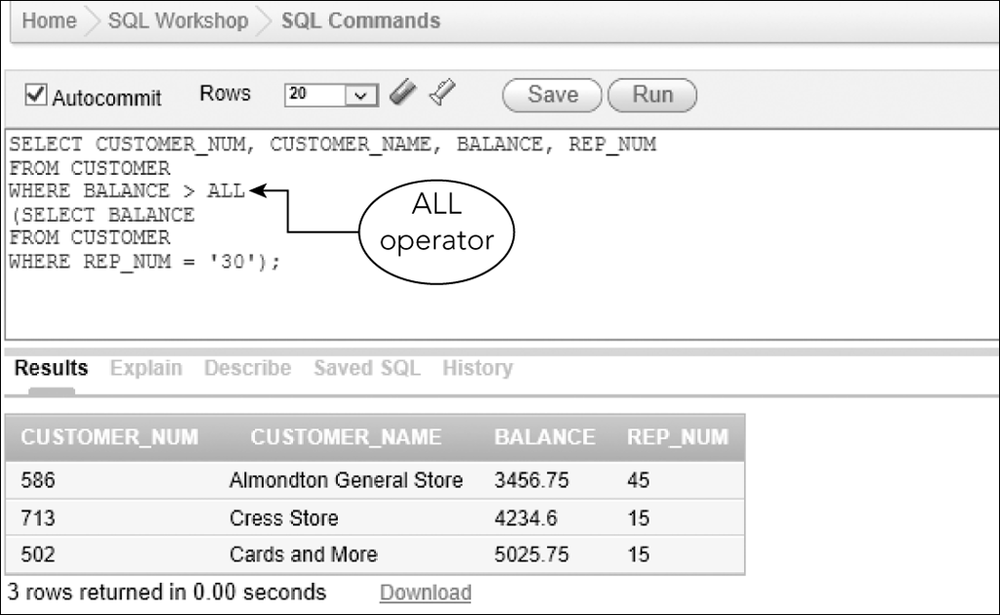 Home SQL Workshop SQL Commands
Autocommit Rows 20 Save Run
SELECT CUSTOMER_NUM, CUSTOMER_NAME, BALANCE, REP_NUM
FROM CUSTOMER
WHERE BALANCE > ALL
(SELECT BALANCE
FROM CUSTOMER
WHERE REP_NUM = '30');
ALL
operator
Results Explain Describe Saved SQL History
CUSTOMER_NUM CUSTOMER_NAME BALANCE REP_NUM
586 Almondton General Store 3456.75 45
713 Cress Store 4234.6 15
502 Cards and More 5025.75 15
3 rows returned in 0.00 seconds Download